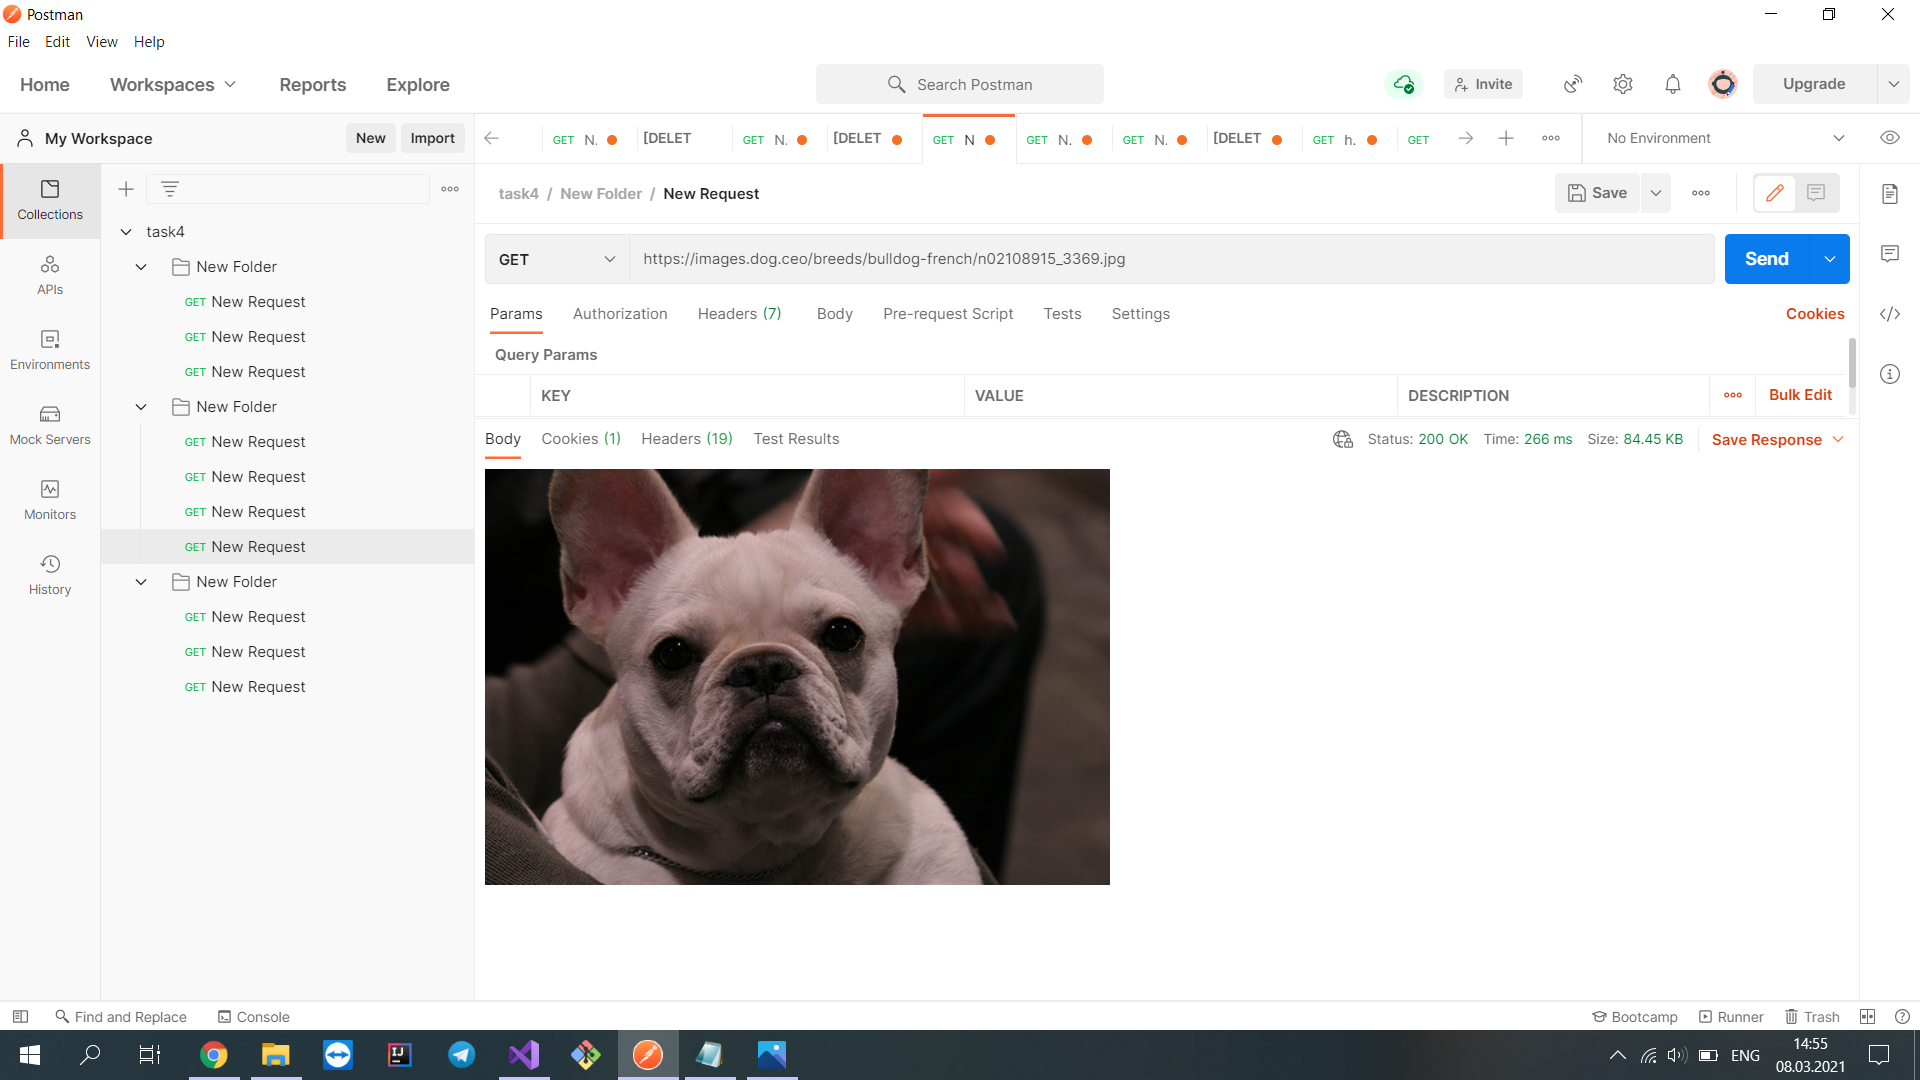 Postman
File Edit View Help
Home Workspaces Reports Explore Search Postman Invite Upgrade
My Workspace New Import GET N. [DELET GET N. [DELET GET N GET N. GET N. [DELET GET h. GET No Environment
task4 / New Folder / New Request Save
Collections
task4
GET https://images.dog.ceo/breeds/bulldog-french/n02108915_3369.jpg Send
New Folder
APIs
GET New Request
Params Authorization Headers (7) Body Pre-request Script Tests Settings Cookies
GET New Request
Query Params
Environments
GET New Request
KEY VALUE DESCRIPTION Bulk Edit
New Folder
Mock Servers
GET New Request
Body Cookies (1) Headers (19) Test Results Status: 200 OK Time: 266 ms Size: 84.45 KB Save Response
GET New Request
Monitors
GET New Request
GET New Request
New Folder
History
GET New Request
GET New Request
GET New Request
Find and Replace Console Bootcamp Runner Trash
ENG
14:55
08.03.2021